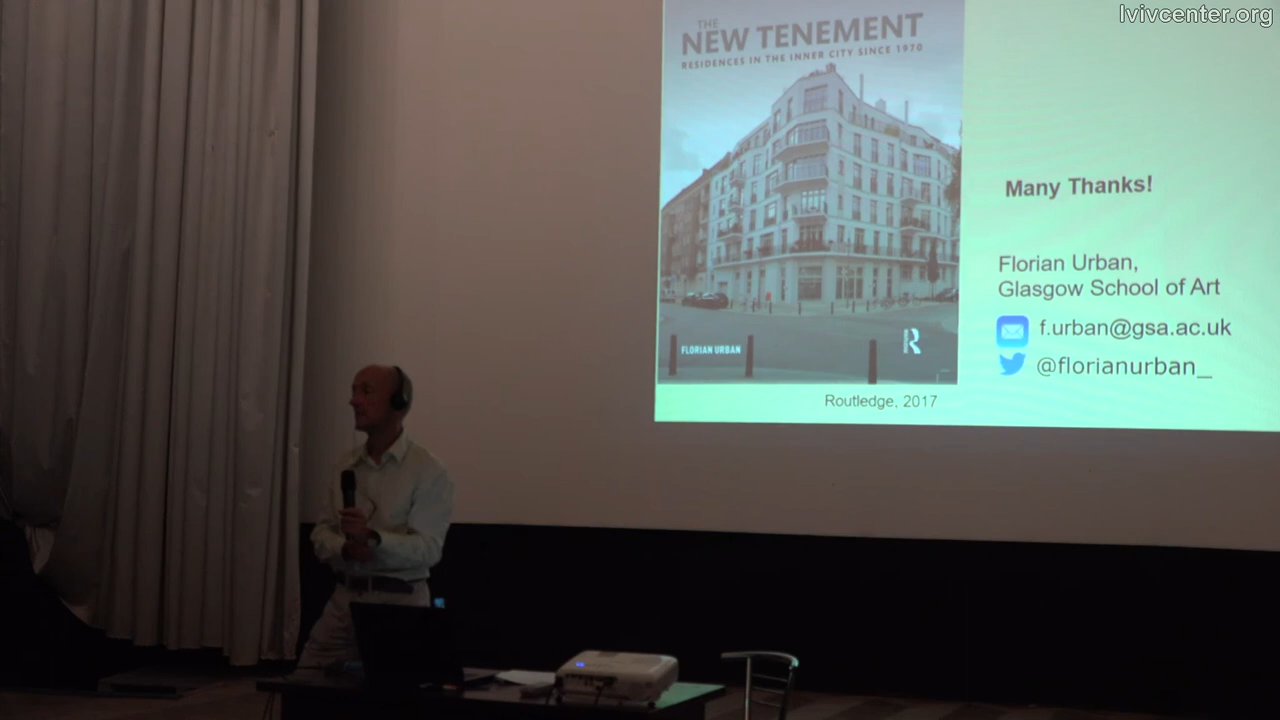 lvivcenter.org
THE
NEW TENEMENT
RESIDENCES IN THE INNER CITY SINCE 1970
FLORIAN URBAN
R
Routledge, 2017
Many Thanks!
Florian Urban,
Glasgow School of Art
f.urban@gsa.ac.uk
@florianurban_